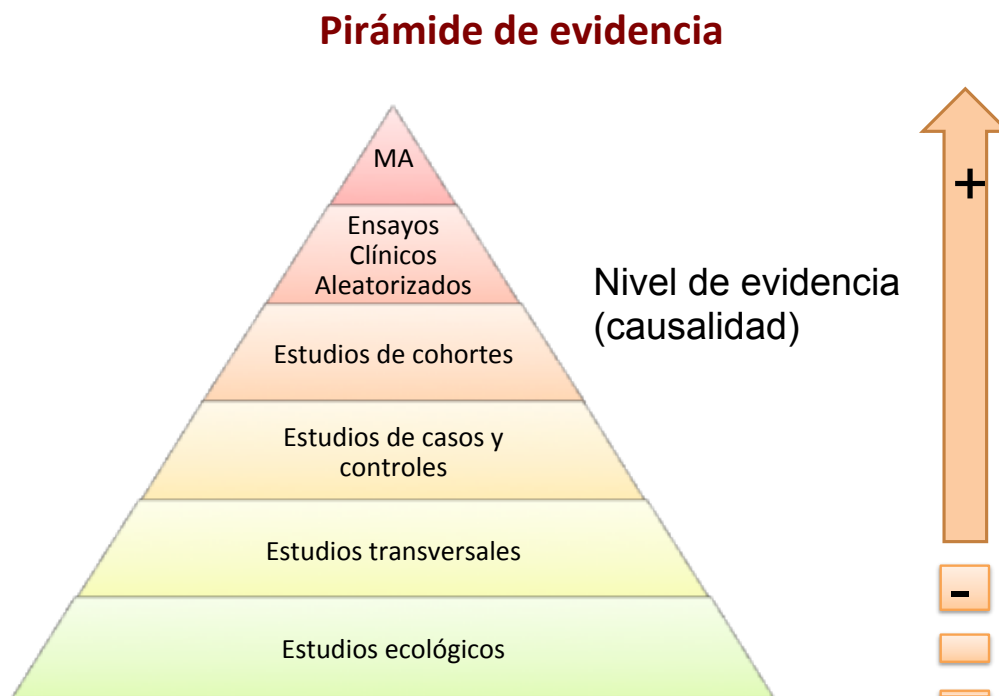 Pirámide de evidencia
MA
Ensayos
Clínicos
Aleatorizados
Estudios de cohortes
Estudios de casos y
controles
Estudios transversales
Estudios ecológicos
Nivel de evidencia
(causalidad)
+
-